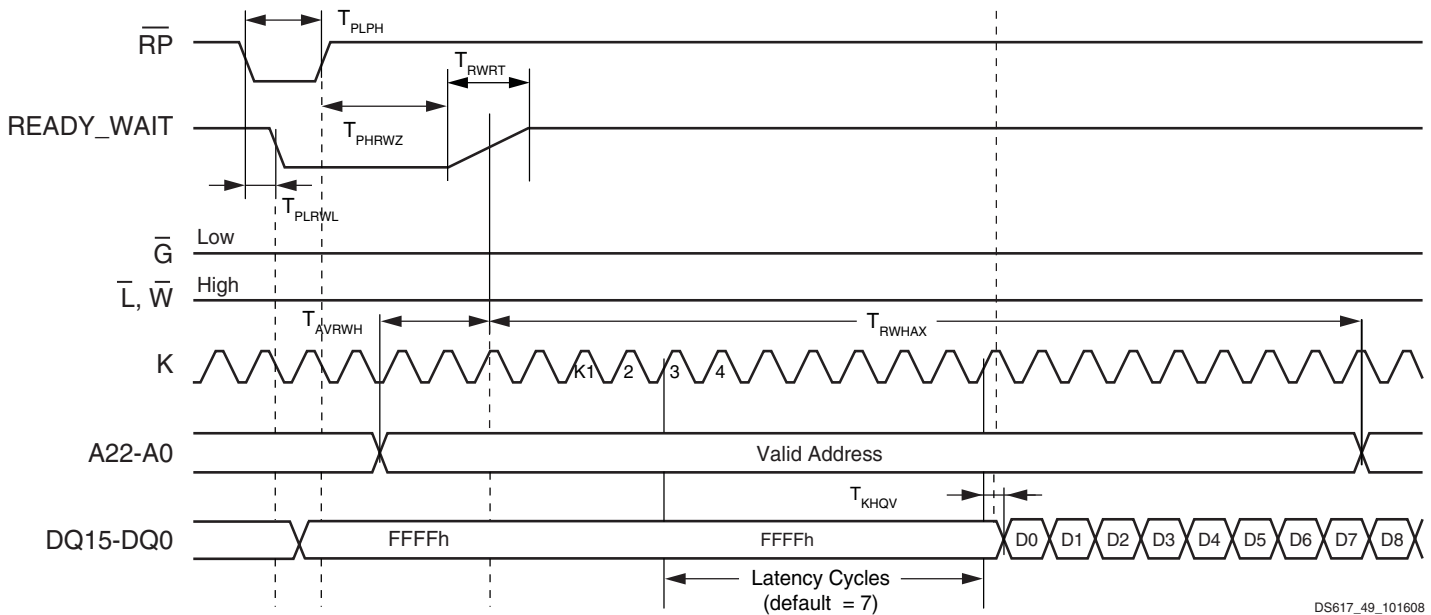 T_PLPH
RP
T_RWRT
READY_WAIT
T_PHRWZ
T_PLRWL
G Low
L, W High
T_AVRWH T_RWHAX
K K1 2 3 4
A22-A0 Valid Address
T_KHQV
DQ15-DQ0 FFFFh FFFFh D0 D1 D2 D3 D4 D5 D6 D7 D8
Latency Cycles
(default = 7)
DS617_49_101608